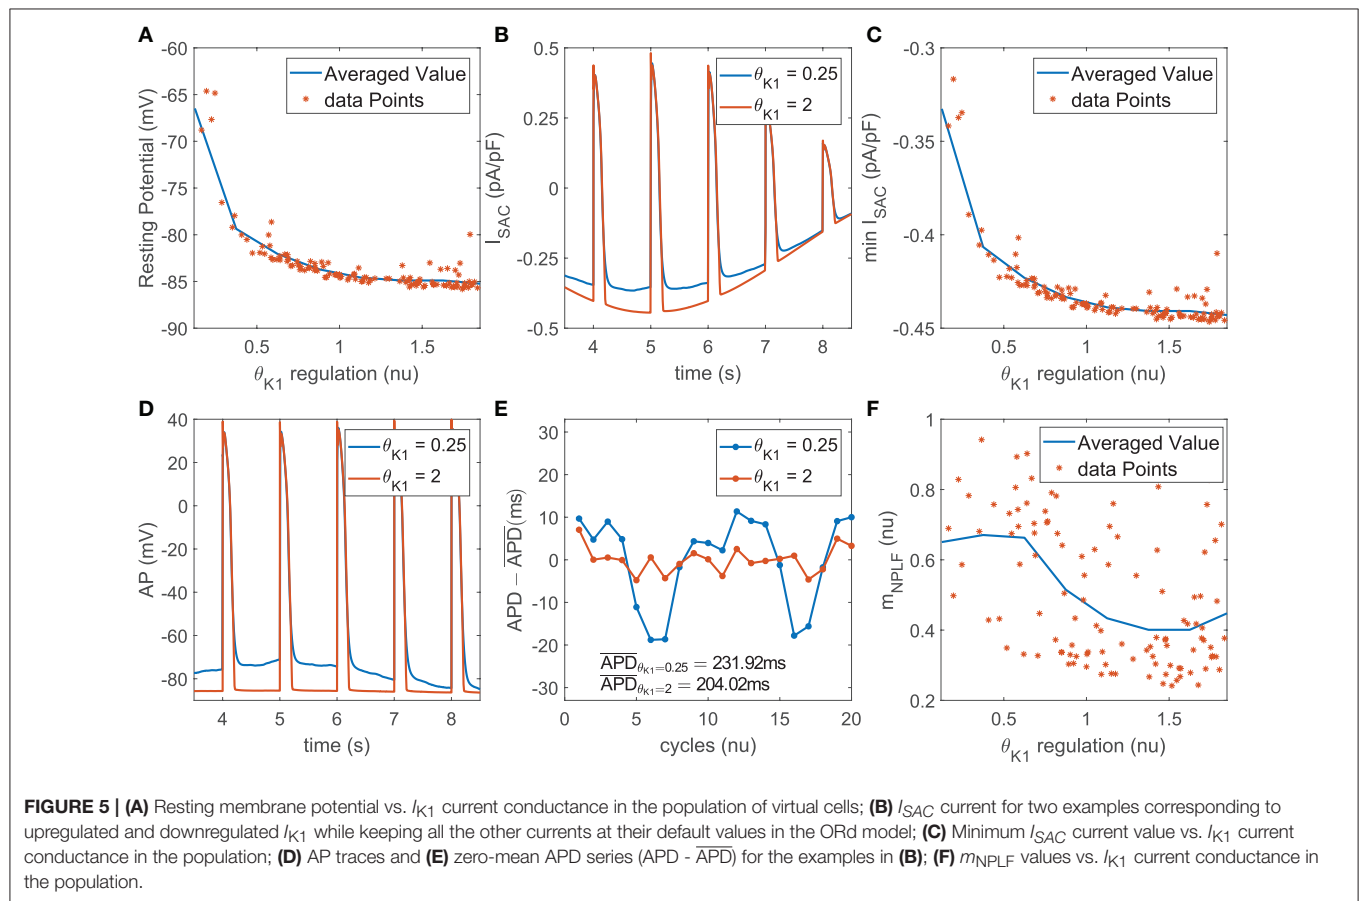 A
-60
-65
-70
-75
-80
-85
-90
Resting Potential (mV)
Averaged Value
data Points
0.5
1
1.5
θK1 regulation (nu)
B
0.5
0.25
0
-0.25
-0.5
ISAC (pA/pF)
θK1 = 0.25
θK1 = 2
4
5
6
7
8
time (s)
C
-0.3
-0.35
-0.4
-0.45
min ISAC (pA/pF)
Averaged Value
data Points
0.5
1
1.5
θK1 regulation (nu)
D
40
20
0
-20
-40
-60
-80
AP (mV)
θK1 = 0.25
θK1 = 2
4
5
6
7
8
time (s)
E
30
20
10
0
-10
-20
-30
APD − A̅P̅D̅(ms)
θK1 = 0.25
θK1 = 2
A̅P̅D̅θK1=0.25 = 231.92ms
A̅P̅D̅θK1=2 = 204.02ms
0
5
10
15
20
cycles (nu)
F
1
0.8
0.6
0.4
0.2
mNPLF (nu)
Averaged Value
data Points
0.5
1
1.5
θK1 regulation (nu)
FIGURE 5 | (A) Resting membrane potential vs. IK1 current conductance in the population of virtual cells; (B) ISAC current for two examples corresponding to
upregulated and downregulated IK1 while keeping all the other currents at their default values in the ORd model; (C) Minimum ISAC current value vs. IK1 current
conductance in the population; (D) AP traces and (E) zero-mean APD series (APD - A̅P̅D̅) for the examples in (B); (F) mNPLF values vs. IK1 current conductance in
the population.